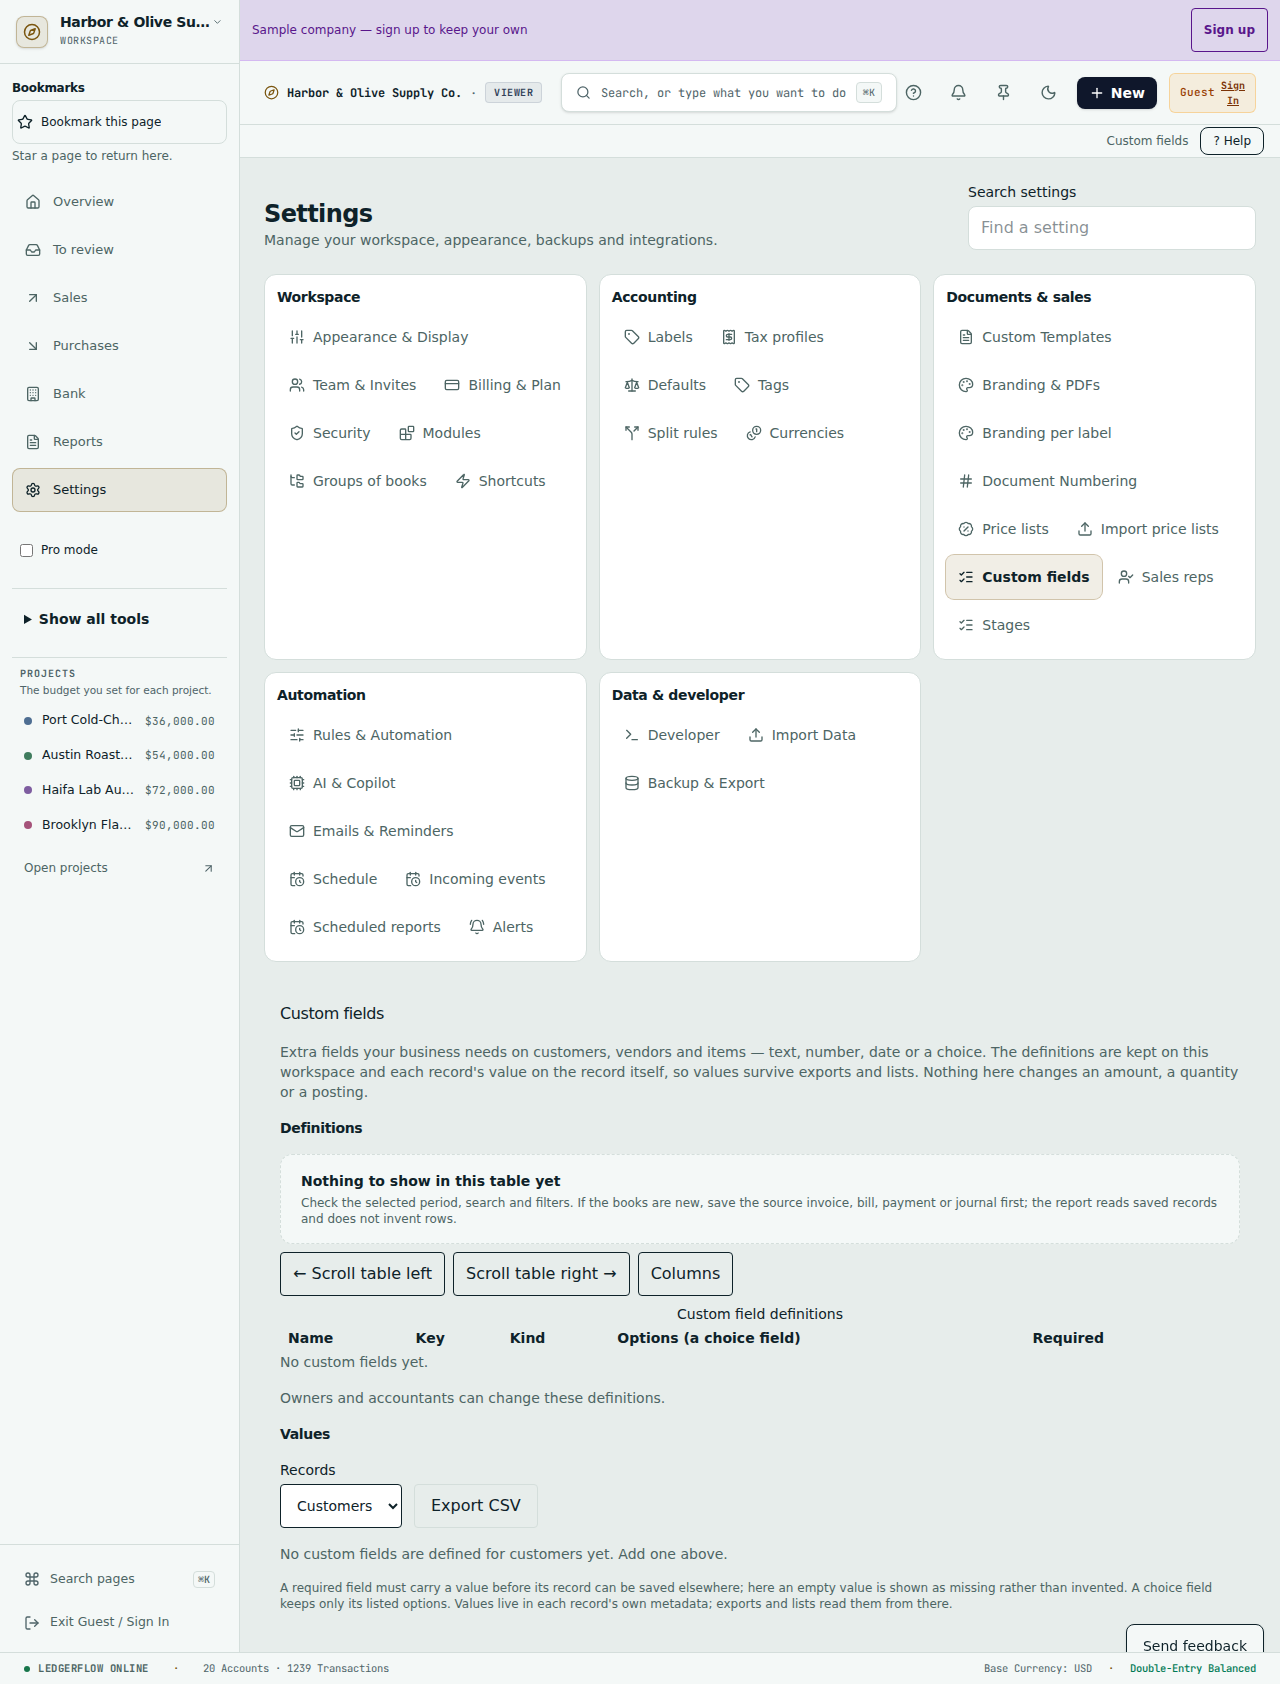 Harbor & Olive Su...
WORKSPACE
Bookmarks
Bookmark this page
Star a page to return here.
Overview
To review
Sales
Purchases
Bank
Reports
Settings
Pro mode
Show all tools
PROJECTS
The budget you set for each project.
Port Cold-Ch... $36,000.00
Austin Roast... $54,000.00
Haifa Lab Au... $72,000.00
Brooklyn Fla... $90,000.00
Open projects
Search pages ⌘K
Exit Guest / Sign In
Sample company — sign up to keep your own
Sign up
Harbor & Olive Supply Co. · VIEWER
Search, or type what you want to do ⌘K
New
Guest Sign In
Custom fields
? Help
Settings
Manage your workspace, appearance, backups and integrations.
Search settings
Find a setting
Workspace
Appearance & Display
Team & Invites Billing & Plan
Security Modules
Groups of books Shortcuts
Accounting
Labels Tax profiles
Defaults Tags
Split rules Currencies
Documents & sales
Custom Templates
Branding & PDFs
Branding per label
Document Numbering
Price lists Import price lists
Custom fields Sales reps
Stages
Automation
Rules & Automation
AI & Copilot
Emails & Reminders
Schedule Incoming events
Scheduled reports Alerts
Data & developer
Developer Import Data
Backup & Export
Custom fields
Extra fields your business needs on customers, vendors and items — text, number, date or a choice. The definitions are kept on this
workspace and each record's value on the record itself, so values survive exports and lists. Nothing here changes an amount, a quantity
or a posting.
Definitions
Nothing to show in this table yet
Check the selected period, search and filters. If the books are new, save the source invoice, bill, payment or journal first; the report reads saved records
and does not invent rows.
← Scroll table left Scroll table right → Columns
Custom field definitions
Name Key Kind Options (a choice field) Required
No custom fields yet.
Owners and accountants can change these definitions.
Values
Records
Customers Export CSV
No custom fields are defined for customers yet. Add one above.
A required field must carry a value before its record can be saved elsewhere; here an empty value is shown as missing rather than invented. A choice field
keeps only its listed options. Values live in each record's own metadata; exports and lists read them from there.
Send feedback
LEDGERFLOW ONLINE · 20 Accounts · 1239 Transactions
Base Currency: USD · Double-Entry Balanced